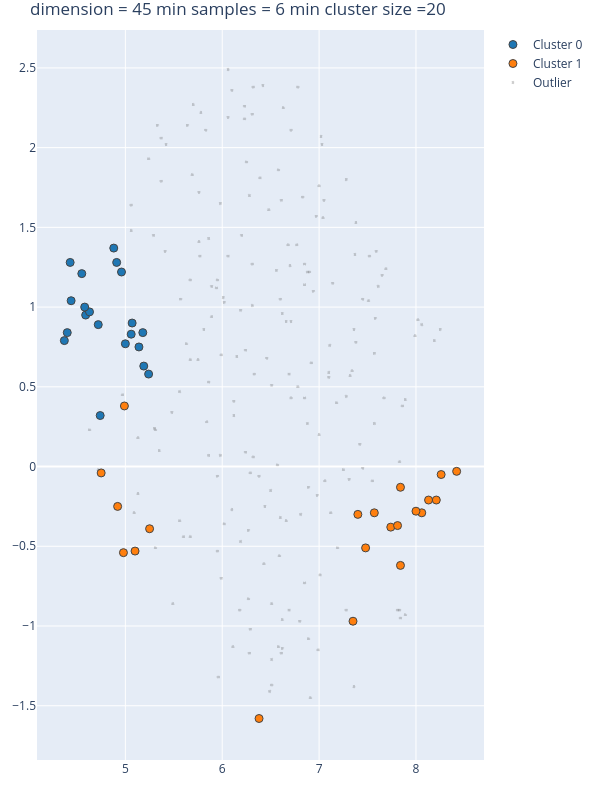 dimension = 45 min samples = 6 min cluster size =20
Cluster 0
Cluster 1
Outlier
2.5
2
1.5
1
0.5
0
−0.5
−1
−1.5
5 6 7 8